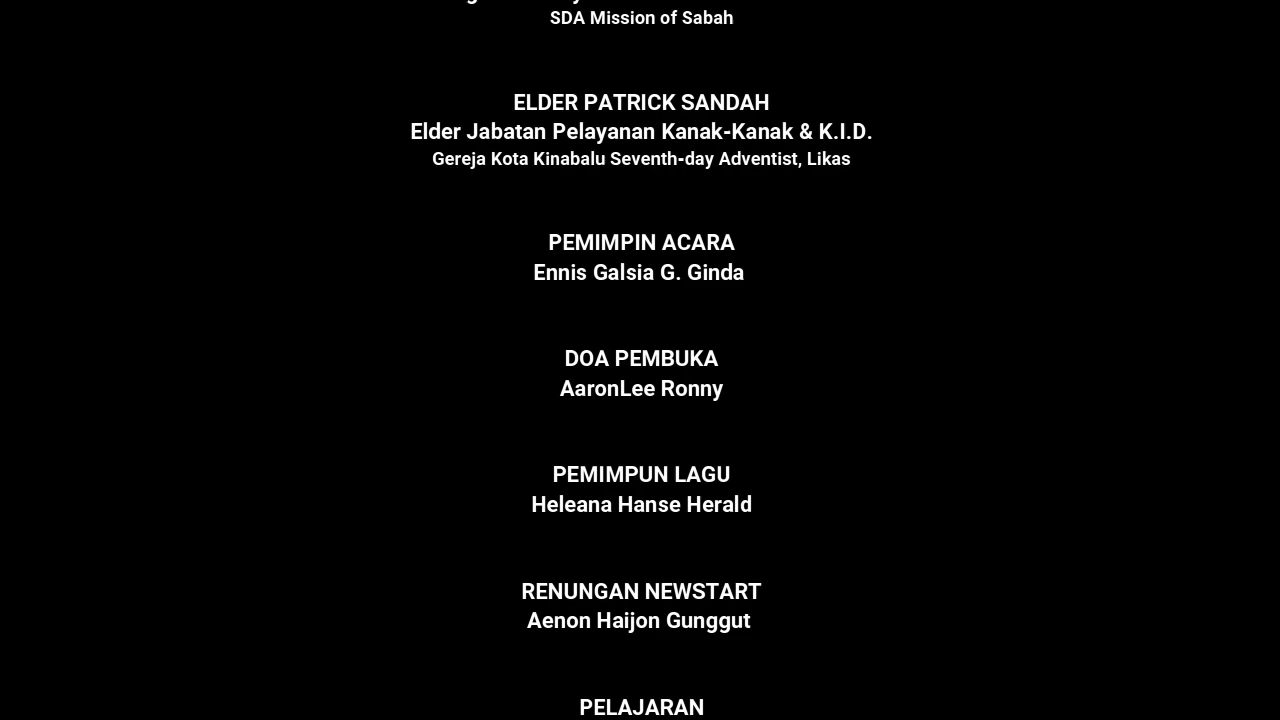 SDA Mission of Sabah
ELDER PATRICK SANDAH
Elder Jabatan Pelayanan Kanak-Kanak & K.I.D.
Gereja Kota Kinabalu Seventh-day Adventist, Likas
PEMIMPIN ACARA
Ennis Galsia G. Ginda
DOA PEMBUKA
AaronLee Ronny
PEMIMPUN LAGU
Heleana Hanse Herald
RENUNGAN NEWSTART
Aenon Haijon Gunggut
PELAJARAN